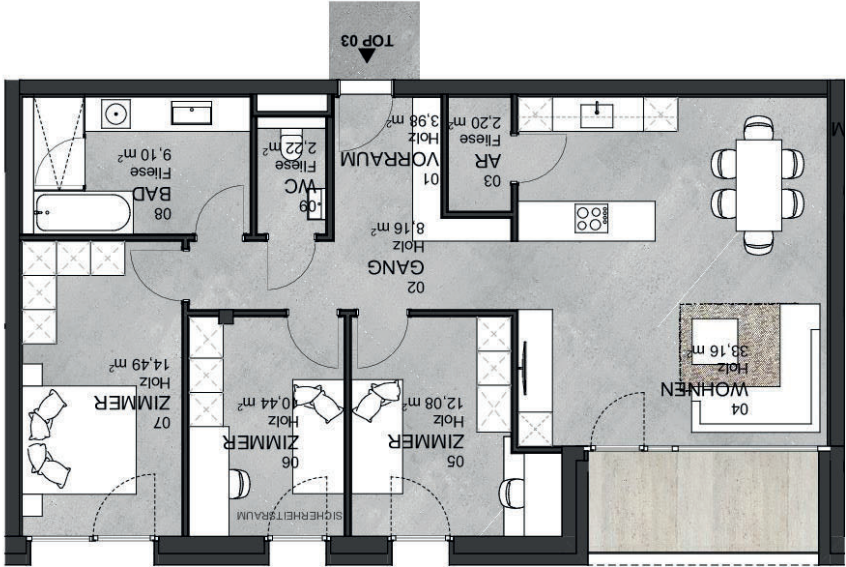 TOP 03
01
VORRAUM
Holz
3,98 m²
03
AR
Fliese
2,20 m²
09
WC
Fliese
2,22 m²
08
BAD
Fliese
9,10 m²
02
GANG
Holz
8,16 m²
04
WOHNEN
Holz
33,16 m²
05
ZIMMER
Holz
12,08 m²
06
ZIMMER
Holz
10,44 m²
SICHERHEITSRAUM
07
ZIMMER
Holz
14,49 m²